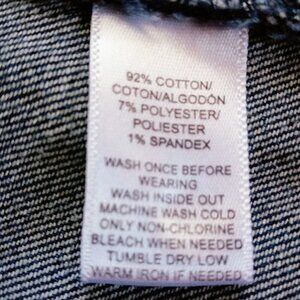 92% COTTON/
COTON/ALGODÓN
7% POLYESTER/
POLIESTER
1% SPANDEX
WASH ONCE BEFORE
WEARING
WASH INSIDE OUT
MACHINE WASH COLD
ONLY NON-CHLORINE
BLEACH WHEN NEEDED
TUMBLE DRY LOW
WARM IRON IF NEEDED